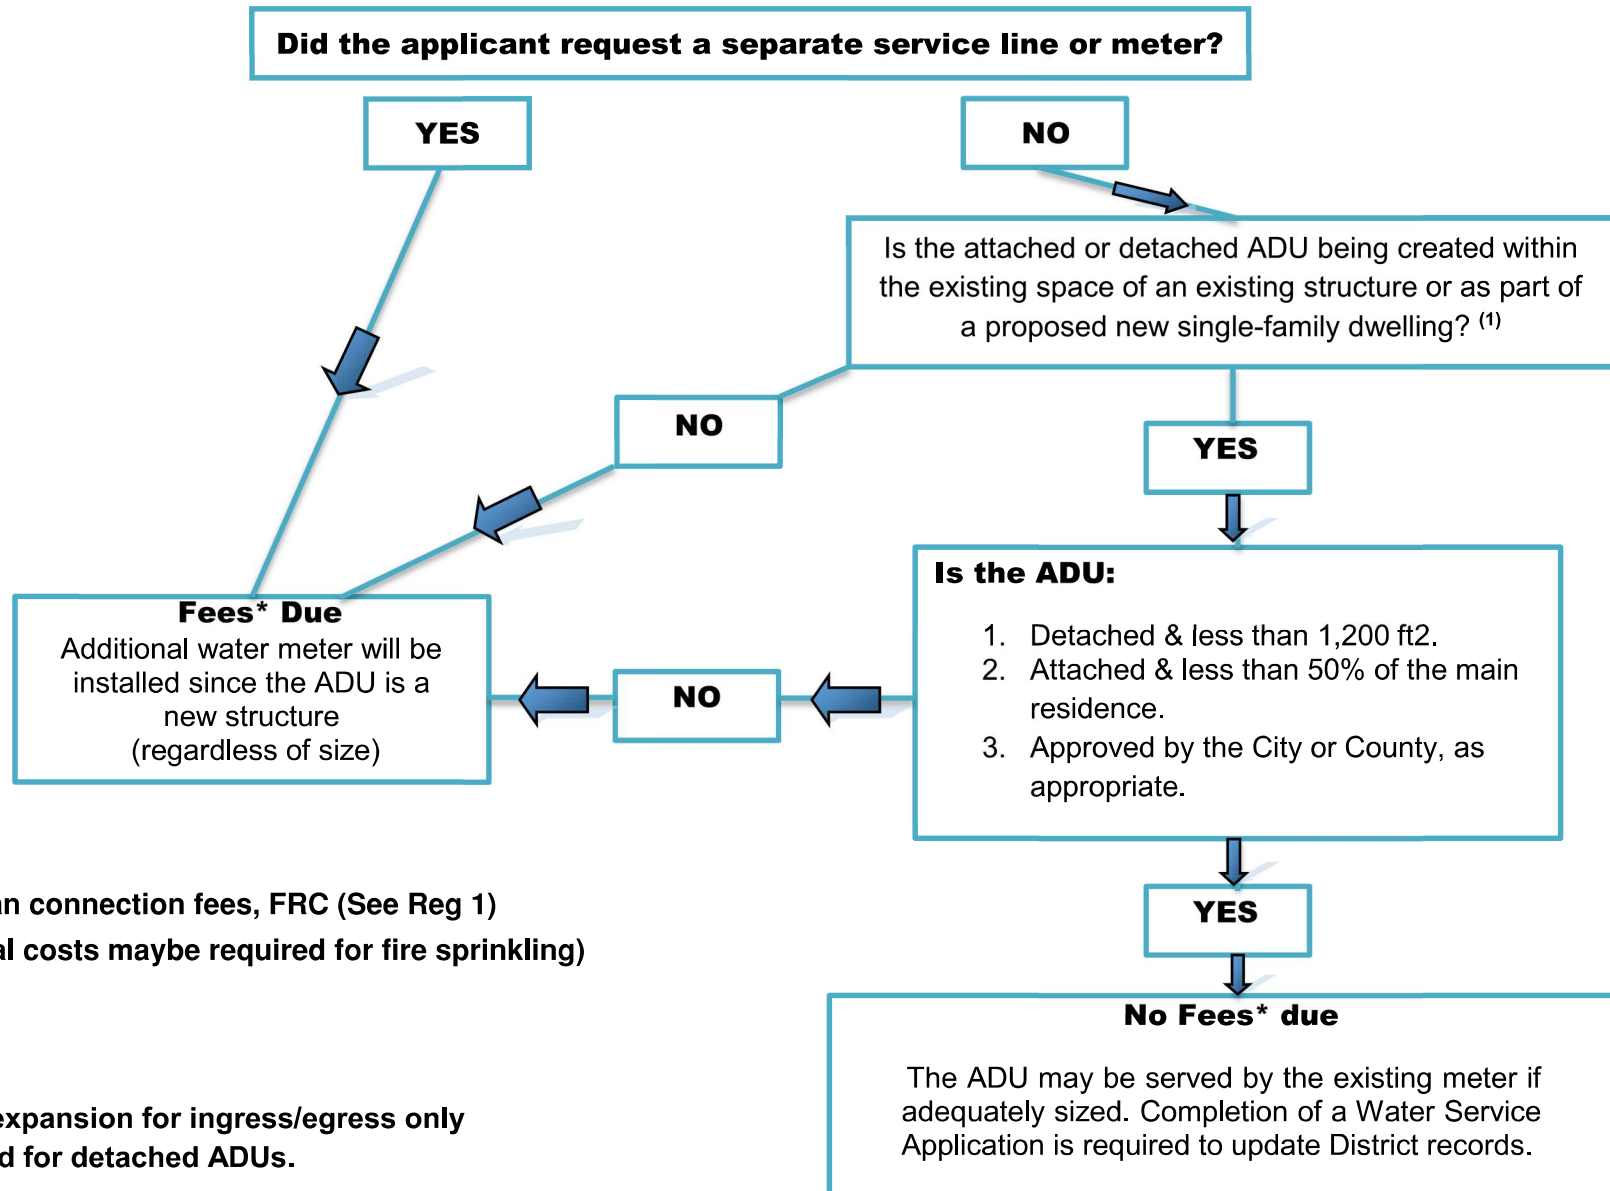 Did the applicant request a separate service line or meter?
YES
NO
Is the attached or detached ADU being created within
the existing space of an existing structure or as part of
a proposed new single-family dwelling? (1)
NO
YES
Is the ADU:
1. Detached & less than 1,200 ft2.
2. Attached & less than 50% of the main
residence.
3. Approved by the City or County, as
appropriate.
Fees* Due
Additional water meter will be
installed since the ADU is a
new structure
(regardless of size)
NO
YES
an connection fees, FRC (See Reg 1)
al costs maybe required for fire sprinkling)
No Fees* due
The ADU may be served by the existing meter if
adequately sized. Completion of a Water Service
Application is required to update District records.
expansion for ingress/egress only
d for detached ADUs.